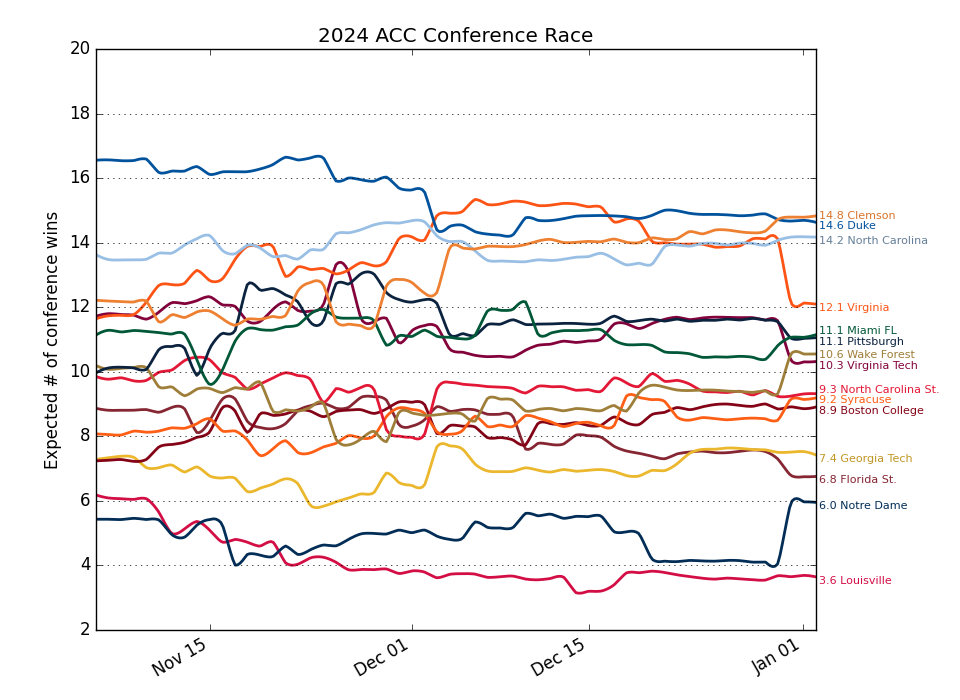 2024 ACC Conference Race
Expected # of conference wins
20
18
16
14
12
10
8
6
4
2
Nov 15
Dec 01
Dec 15
Jan 01
14.8 Clemson
14.6 Duke
14.2 North Carolina
12.1 Virginia
11.1 Miami FL
11.1 Pittsburgh
10.6 Wake Forest
10.3 Virginia Tech
9.3 North Carolina St.
9.2 Syracuse
8.9 Boston College
7.4 Georgia Tech
6.8 Florida St.
6.0 Notre Dame
3.6 Louisville